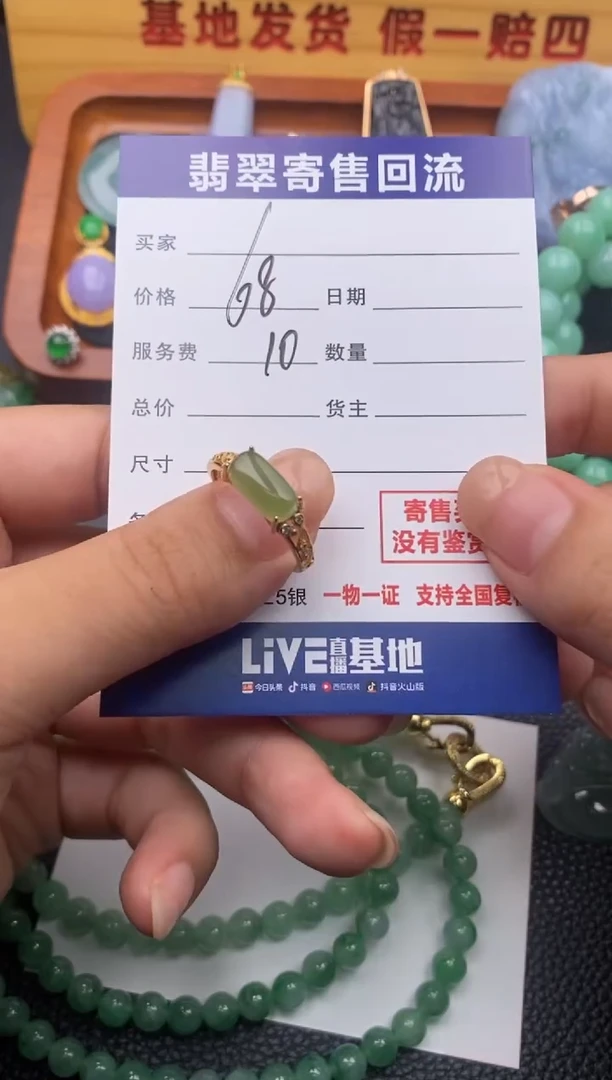 基地发货 假一赔四
翡翠寄售回流
买家
价格 68 日期
服务费 10 数量
总价 货主
尺寸
寄售
没有鉴
5银 一物一证 支持全国复
LiVE直播基地
今日头条 抖音 西瓜视频 抖音火山版